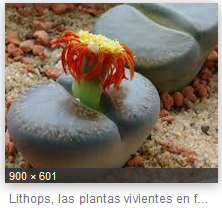 900 × 601
Lithops, las plantas vivientes en f...